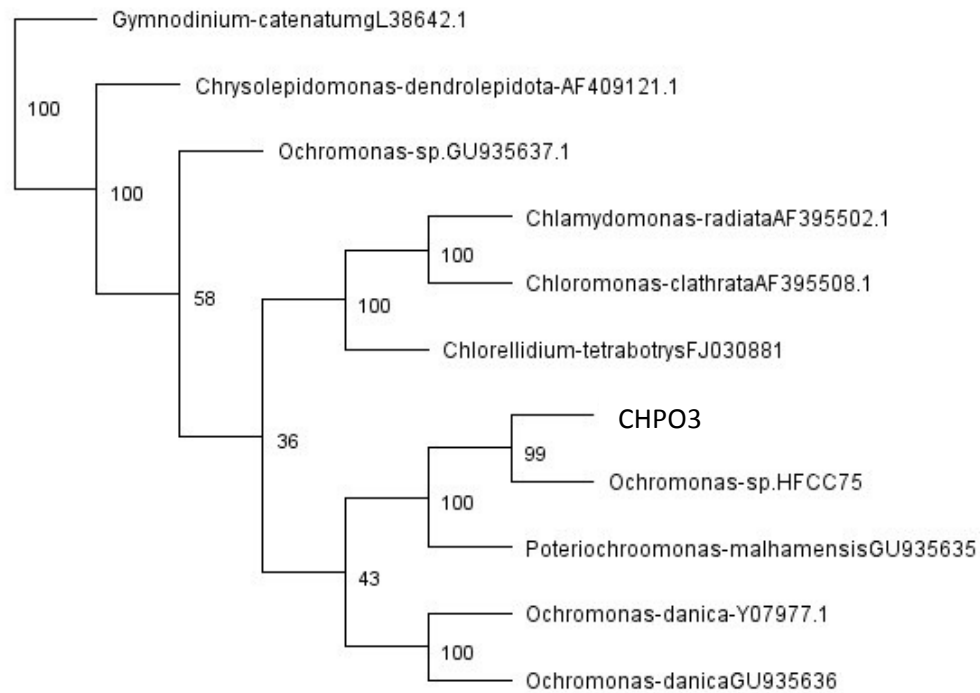 Gymnodinium-catenatumgL38642.1
Chrysolepidomonas-dendrolepidota-AF409121.1
100
Ochromonas-sp.GU935637.1
100
Chlamydomonas-radiataAF395502.1
100
Chloromonas-clathrataAF395508.1
58
100
Chlorellidium-tetrabotrysFJ030881
CHPO3
36
99
Ochromonas-sp.HFCC75
100
Poteriochroomonas-malhamensisGU935635
43
Ochromonas-danica-Y07977.1
100
Ochromonas-danicaGU935636